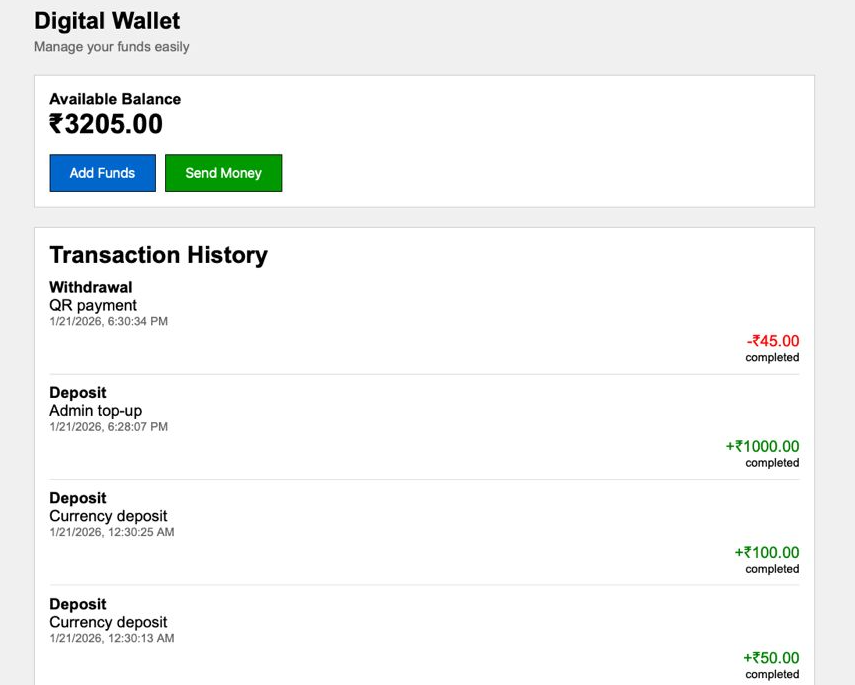 Digital Wallet
Manage your funds easily
Available Balance
₹3205.00
Add Funds
Send Money
Transaction History
Withdrawal
QR payment
1/21/2026, 6:30:34 PM
-₹45.00
completed
Deposit
Admin top-up
1/21/2026, 6:28:07 PM
+₹1000.00
completed
Deposit
Currency deposit
1/21/2026, 12:30:25 AM
+₹100.00
completed
Deposit
Currency deposit
1/21/2026, 12:30:13 AM
+₹50.00
completed